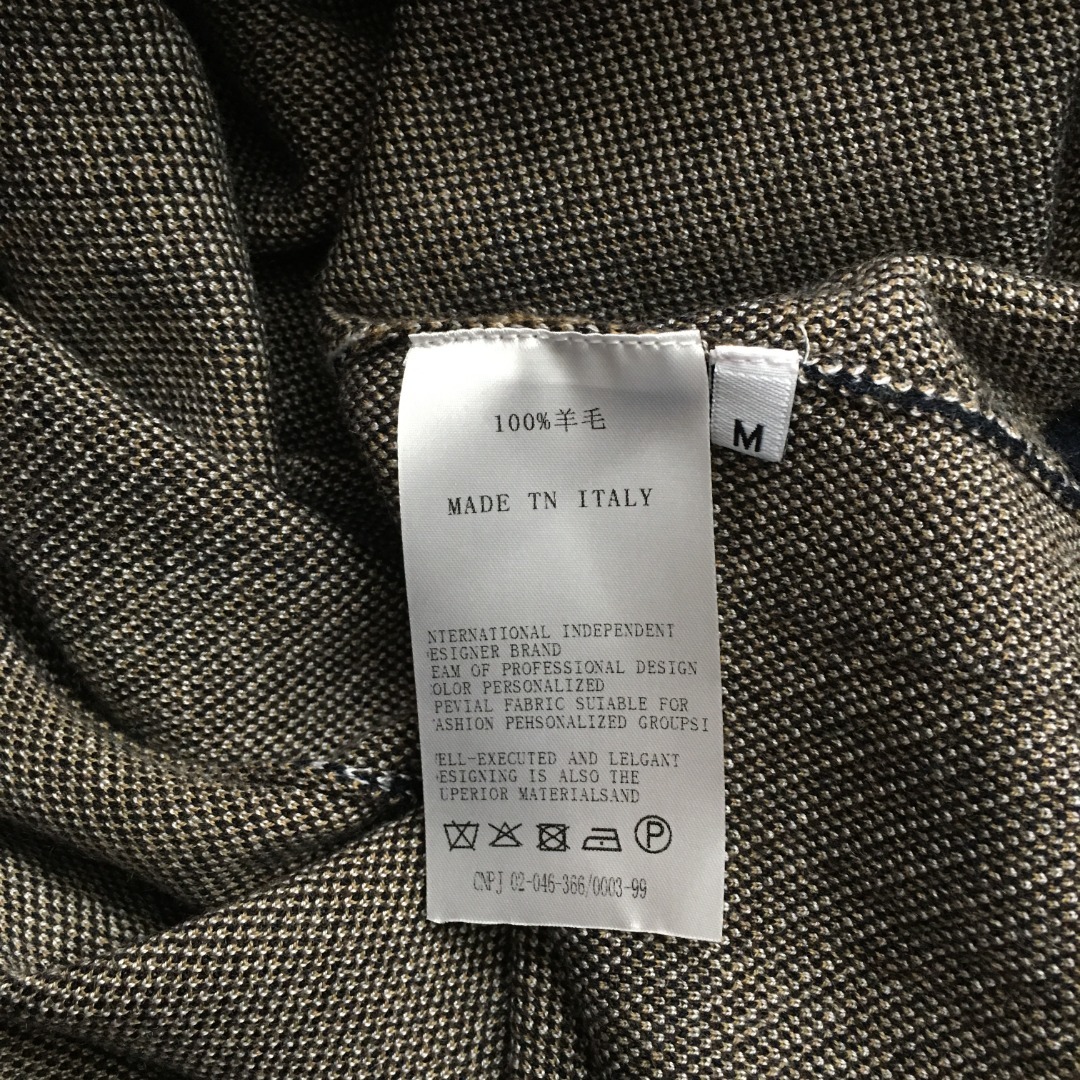 100%羊毛
M
MADE TN ITALY
NTERNATIONAL INDEPENDENT
ESIGNER BRAND
EAM OF PROFESSIONAL DESIGN
OLOR PERSONALIZED
PEVIAL FABRIC SUTABLE FOR
ASHION PEHSONALIZED GROUPSI
ELL-EXECUTED AND LELGANT
ESIGNING IS ALSO THE
UPERIOR MATERIALSAND
P
CNPJ 02-046-366/0003-99